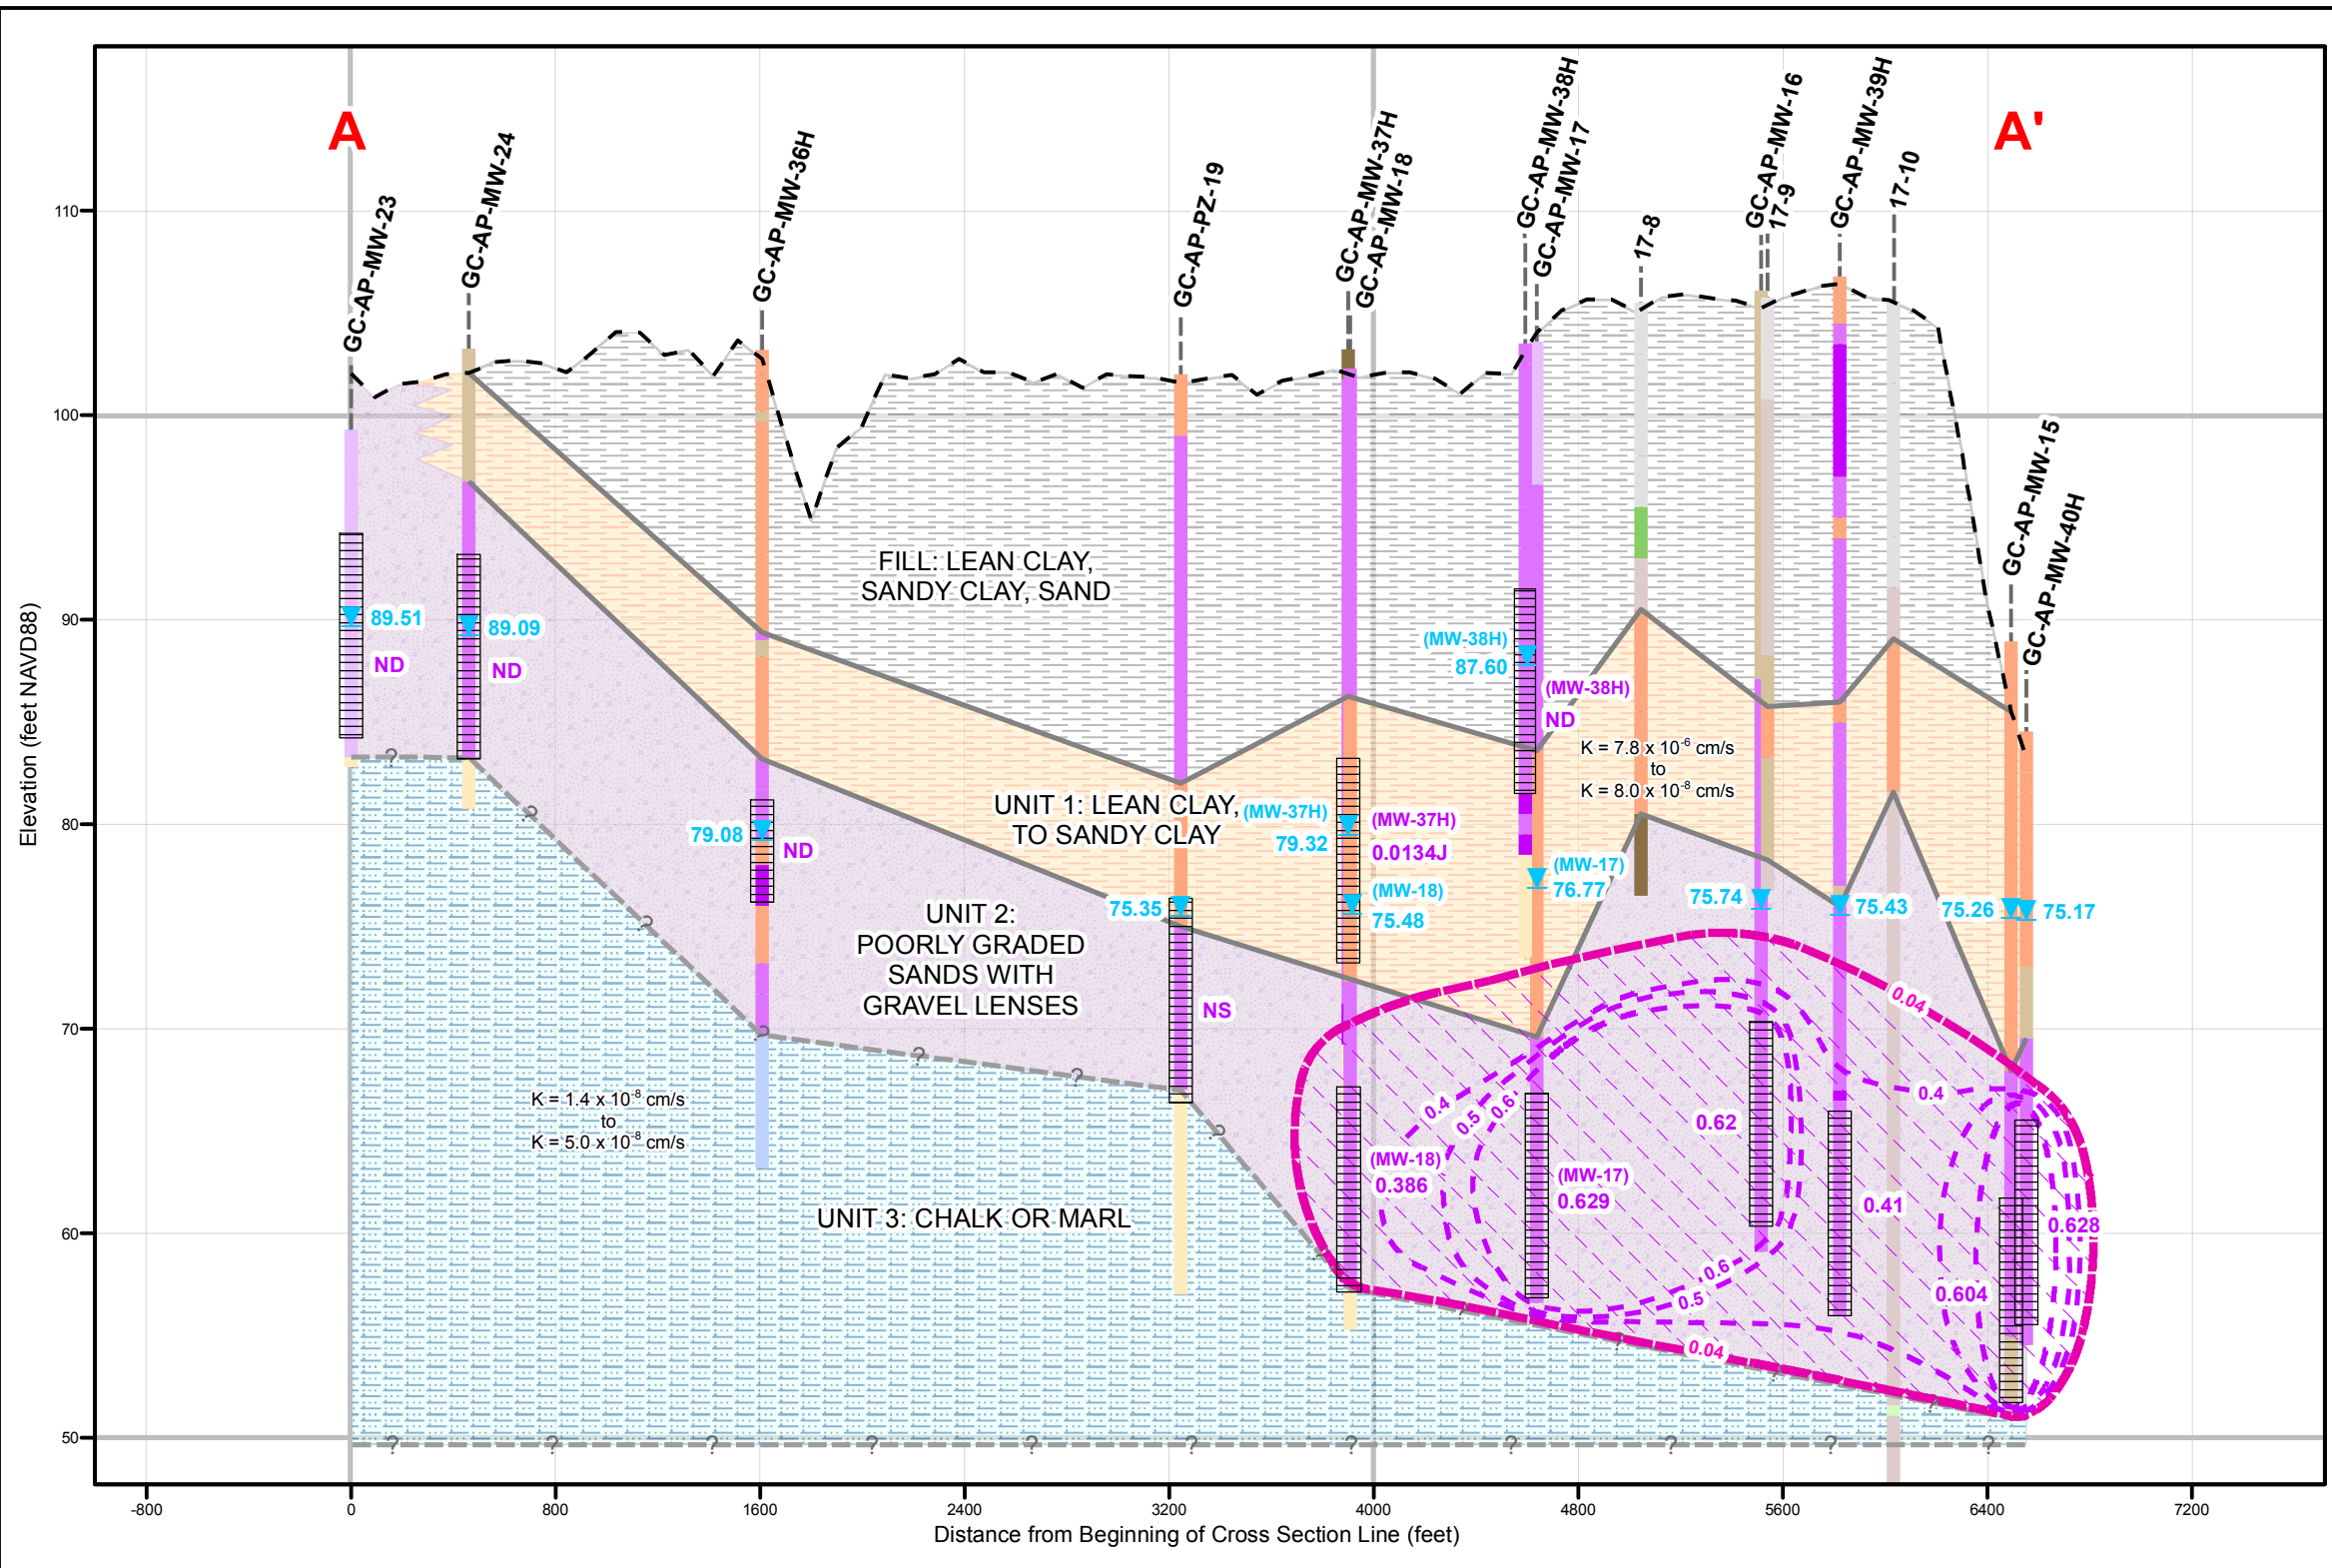 A
A'
GC-AP-MW-23
GC-AP-MW-24
GC-AP-MW-36H
GC-AP-PZ-19
GC-AP-MW-37H
GC-AP-MW-18
GC-AP-MW-38H
GC-AP-MW-17
17-8
GC-AP-MW-16
17-9
GC-AP-MW-39H
17-10
GC-AP-MW-15
GC-AP-MW-40H
Elevation (feet NAVD88)
110
100
90
80
70
60
50
FILL: LEAN CLAY,
SANDY CLAY, SAND
89.51
ND
89.09
ND
79.08
ND
UNIT 1: LEAN CLAY,
TO SANDY CLAY
UNIT 2:
POORLY GRADED
SANDS WITH
GRAVEL LENSES
75.35
NS
(MW-37H)
79.32
(MW-37H)
0.0134J
(MW-18)
75.48
(MW-38H)
87.60
(MW-38H)
ND
K = 7.8 x 10-6 cm/s
to
K = 8.0 x 10-8 cm/s
(MW-17)
76.77
75.74
75.43
75.26
75.17
0.04
0.4
0.4
0.5
0.6
0.62
(MW-18)
0.386
(MW-17)
0.629
0.41
0.628
0.604
0.6
0.5
0.04
K = 1.4 x 10-8 cm/s
to
K = 5.0 x 10-8 cm/s
UNIT 3: CHALK OR MARL
? ? ? ? ? ? ? ? ? ? ? ? ?
? ? ? ? ? ? ? ? ? ? ?
-800 0 800 1600 2400 3200 4000 4800 5600 6400 7200
Distance from Beginning of Cross Section Line (feet)